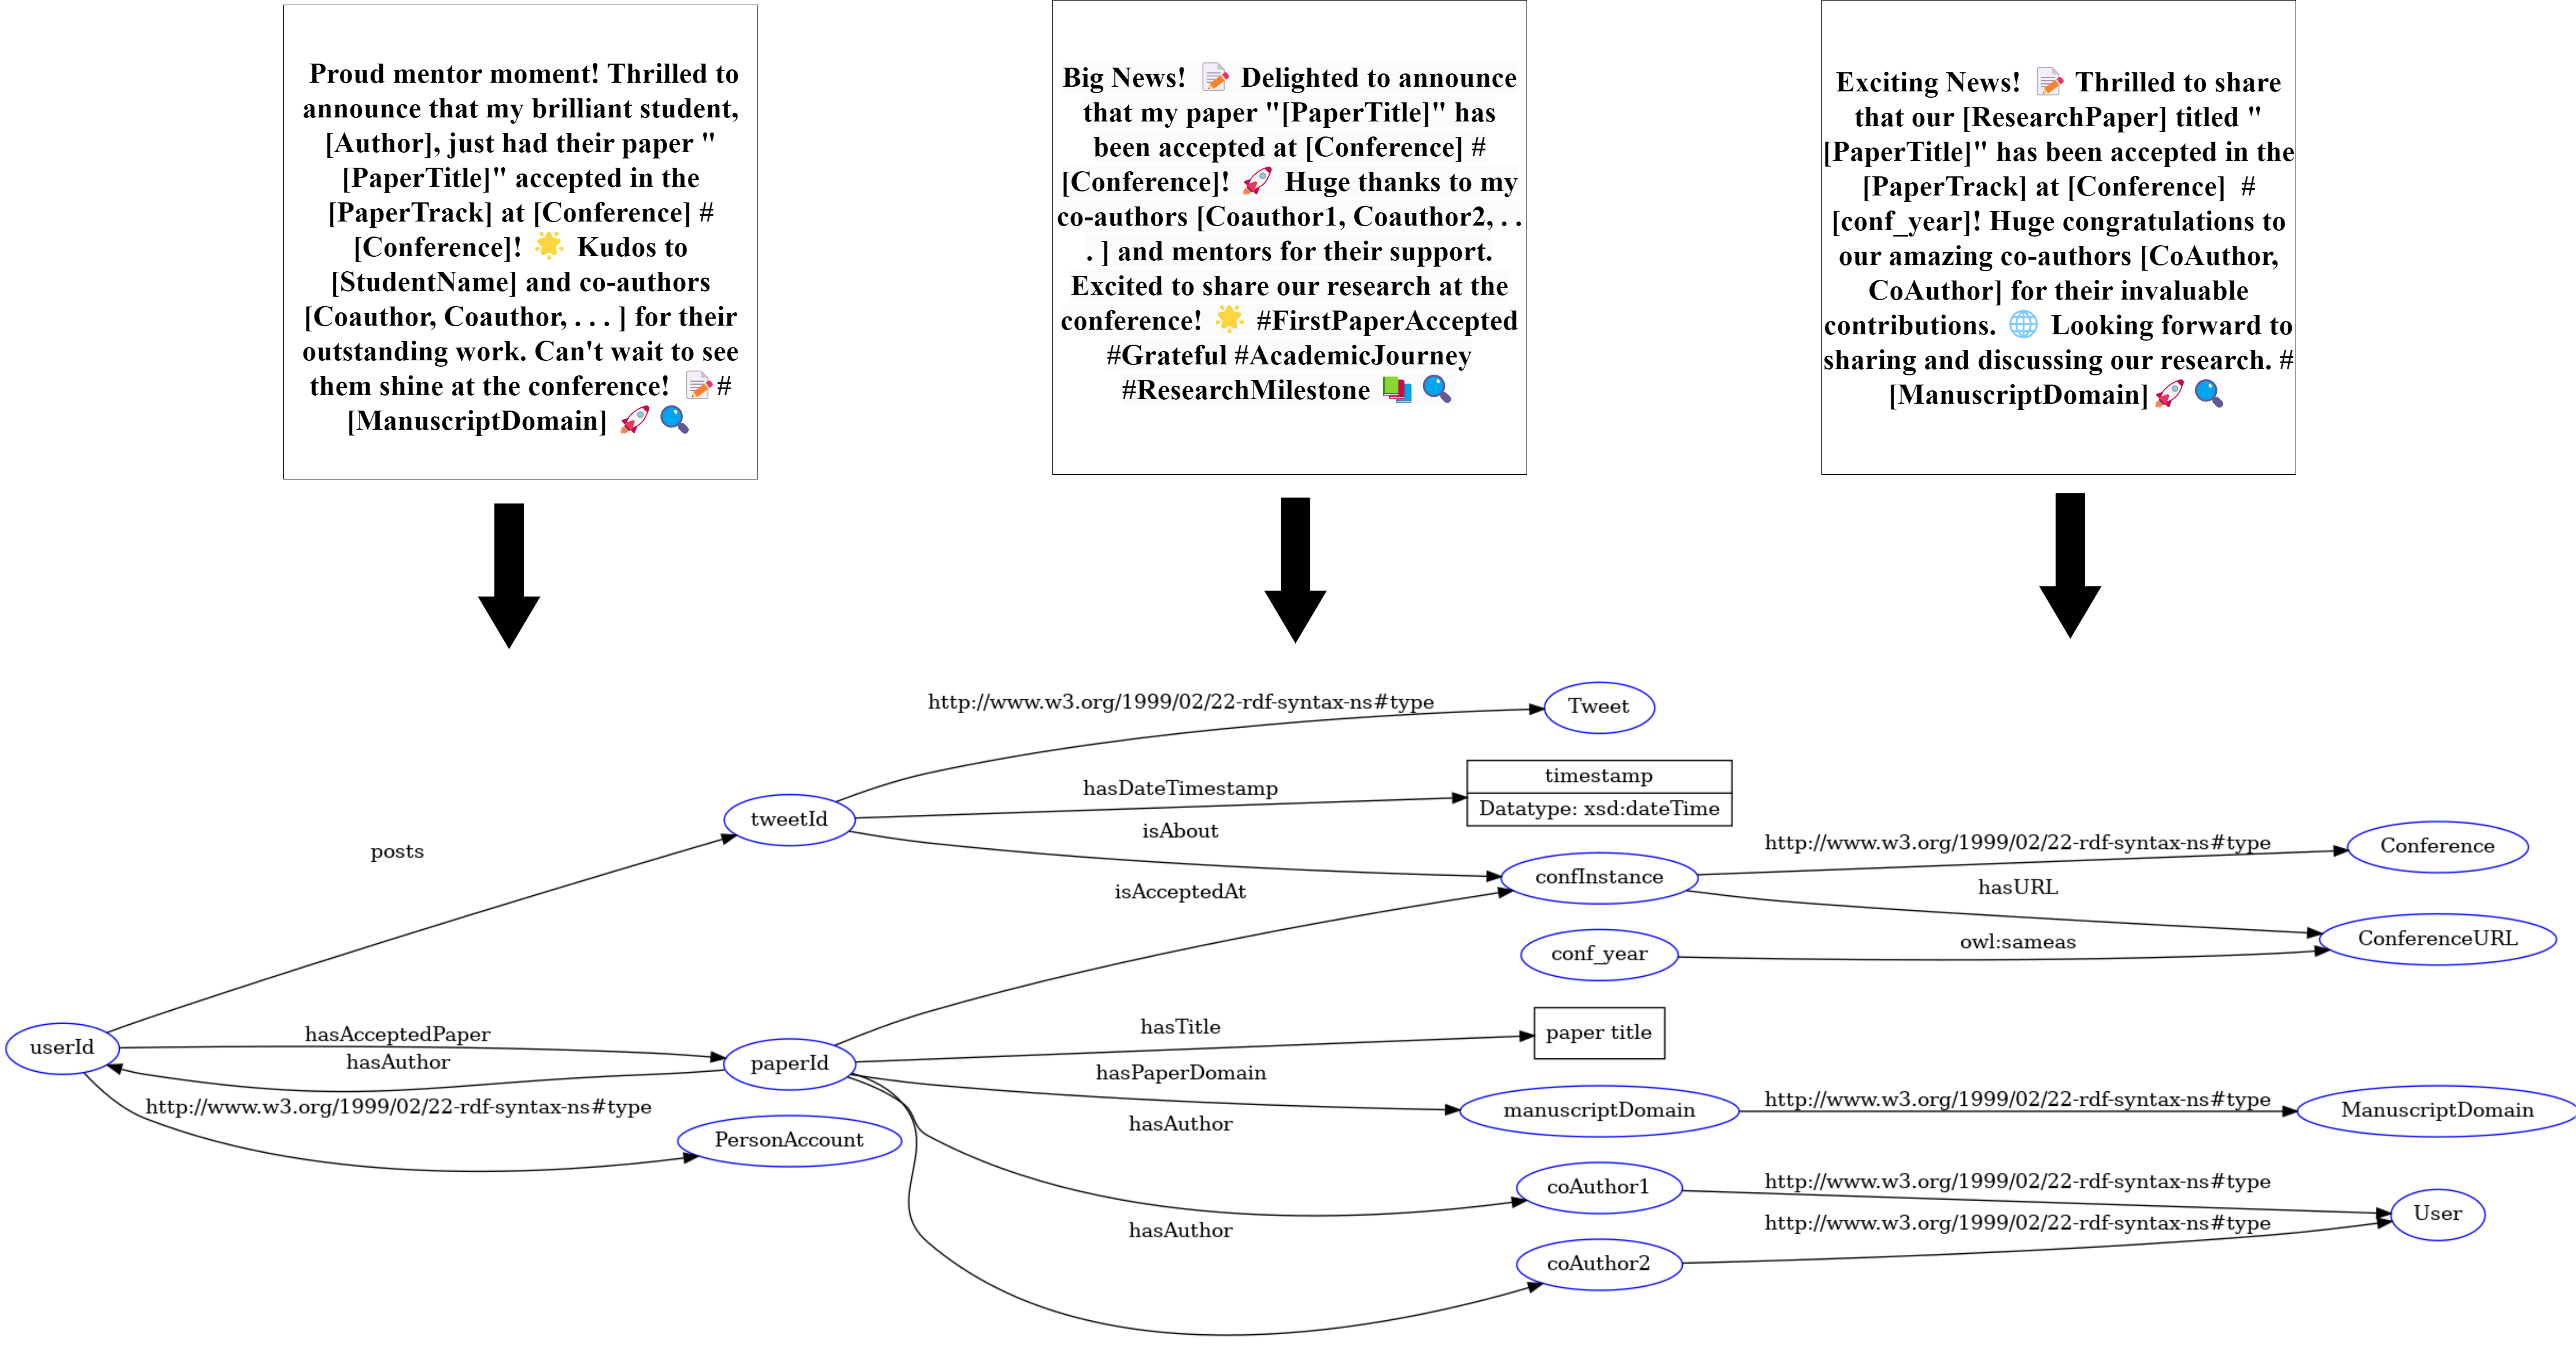 Proud mentor moment! Thrilled to
announce that my brilliant student,
[Author], just had their paper "
[PaperTitle]" accepted in the
[PaperTrack] at [Conference] #
[Conference]! 🌟 Kudos to
[StudentName] and co-authors
[Coauthor, Coauthor, . . . ] for their
outstanding work. Can't wait to see
them shine at the conference! 📝#
[ManuscriptDomain] 🚀🔍
Big News! 📝 Delighted to announce
that my paper "[PaperTitle]" has
been accepted at [Conference] #
[Conference]! 🚀 Huge thanks to my
co-authors [Coauthor1, Coauthor2, . .
. ] and mentors for their support.
Excited to share our research at the
conference! 🌟 #FirstPaperAccepted
#Grateful #AcademicJourney
#ResearchMilestone 📚🔍
Exciting News! 📝 Thrilled to share
that our [ResearchPaper] titled "
[PaperTitle]" has been accepted in the
[PaperTrack] at [Conference] #
[conf_year]! Huge congratulations to
our amazing co-authors [CoAuthor,
CoAuthor] for their invaluable
contributions. 🌐 Looking forward to
sharing and discussing our research. #
[ManuscriptDomain]🚀🔍
http://www.w3.org/1999/02/22-rdf-syntax-ns#type
Tweet
hasDateTimestamp
timestamp
Datatype: xsd:dateTime
tweetId
isAbout
posts
http://www.w3.org/1999/02/22-rdf-syntax-ns#type
Conference
confInstance
hasURL
isAcceptedAt
ConferenceURL
owl:sameas
conf_year
hasTitle
paper title
userId
hasAcceptedPaper
hasAuthor
paperId
hasPaperDomain
manuscriptDomain
http://www.w3.org/1999/02/22-rdf-syntax-ns#type
ManuscriptDomain
http://www.w3.org/1999/02/22-rdf-syntax-ns#type
PersonAccount
hasAuthor
coAuthor1
http://www.w3.org/1999/02/22-rdf-syntax-ns#type
User
http://www.w3.org/1999/02/22-rdf-syntax-ns#type
hasAuthor
coAuthor2